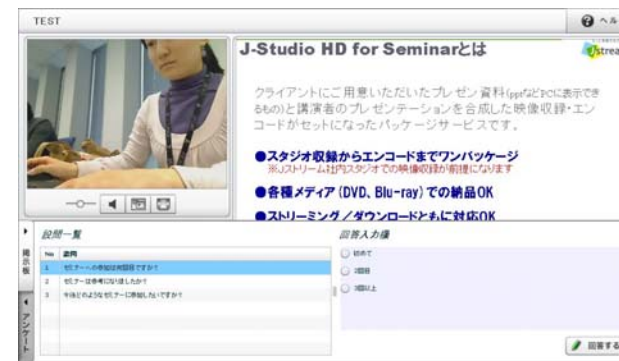 TEST
ヘル
J-Studio HD for Seminarとは
Jstrea
クライアントにご用意いただいたプレゼン資料(pptなどPCに表示でき
るもの)と講演者のプレゼンテーションを合成した映像収録・エン
コードがセットになったパッケージサービスです。
●スタジオ収録からエンコードまでワンパッケージ
※Jストリーム社内スタジオでの映像収録が前提になります
●各種メディア(DVD、Blu-ray)での納品OK
●ストリーミング/ダウンロードともに対応OK
掲示板
アンケート
設問一覧
No 設問
1 セミナーへの参加は何回目ですか?
2 セミナーは参考になりましたか?
3 今後どのようなセミナーに参加したいですか?
回答入力欄
初めて
2回目
3回以上
回答する